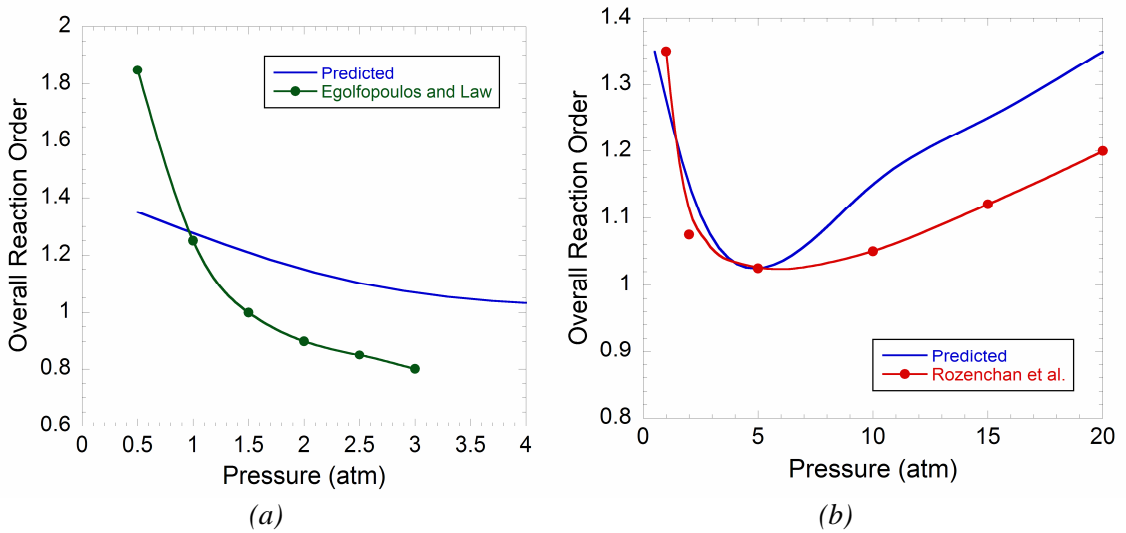 2
1.8
1.6
1.4
1.2
1
0.8
0.6
Overall Reaction Order
Predicted
Egolfopoulos and Law
0
0.5
1
1.5
2
2.5
3
3.5
4
Pressure (atm)
(a)
1.4
1.3
1.2
1.1
1
0.9
0.8
Overall Reaction Order
Predicted
Rozenchan et al.
0
5
10
15
20
Pressure (atm)
(b)